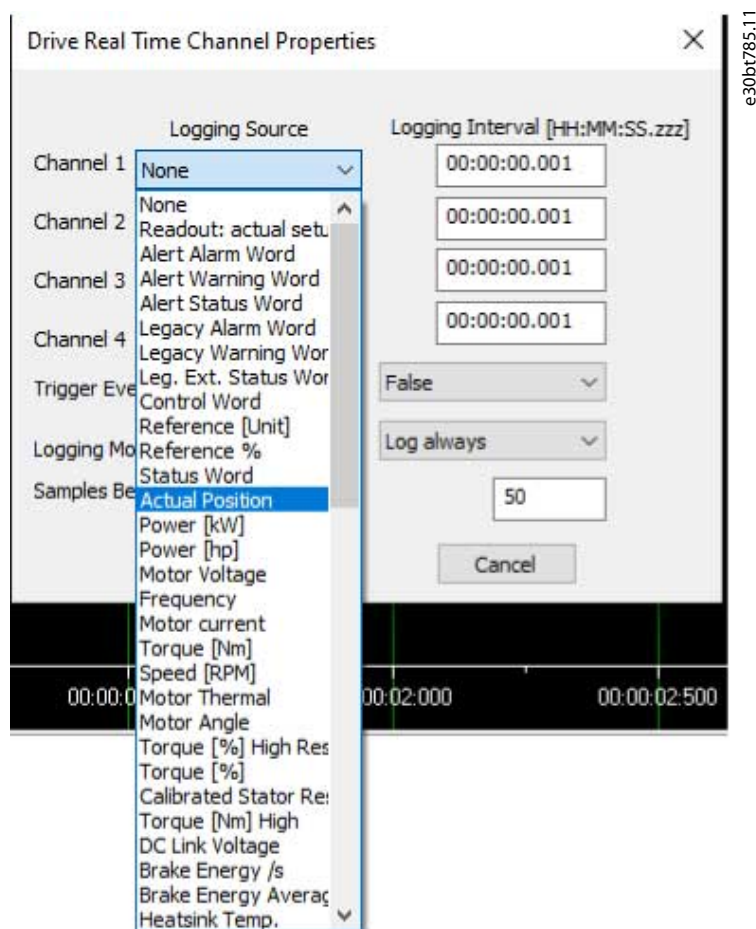 Drive Real Time Channel Properties
e30bt785.11
Logging Source
Logging Interval [HH:MM:SS.zzz]
Channel 1
None
00:00:00.001
Channel 2
00:00:00.001
Channel 3
00:00:00.001
Channel 4
00:00:00.001
Trigger Eve
False
Logging Mo
Log always
Samples Be
50
Cancel
None
Readout: actual setu
Alert Alarm Word
Alert Warning Word
Alert Status Word
Legacy Alarm Word
Legacy Warning Wor
Leg. Ext. Status Wor
Control Word
Reference [Unit]
Reference %
Status Word
Actual Position
Power [kW]
Power [hp]
Motor Voltage
Frequency
Motor current
Torque [Nm]
Speed [RPM]
Motor Thermal
Motor Angle
Torque [%] High Res
Torque [%]
Calibrated Stator Res
Torque [Nm] High
DC Link Voltage
Brake Energy /s
Brake Energy Averag
Heatsink Temp.
00:00:0
00:02:000
00:00:02:500